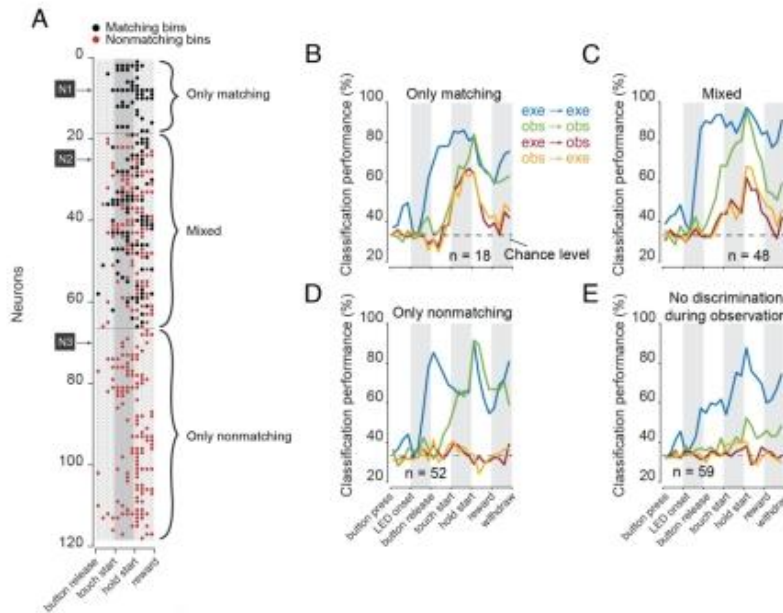 A
Matching bins
Nonmatching bins
0
20
40
60
80
100
120
Neurons
N1
N2
N3
Only matching
Mixed
Only nonmatching
button release
touch start
hold start
reward
B
Only matching
Classification performance (%)
100
80
60
40
20
exe → exe
obs → obs
exe → obs
obs → exe
Chance level
n = 18
C
Mixed
Classification performance (%)
100
80
60
40
20
n = 48
D
Only nonmatching
Classification performance (%)
100
80
60
40
20
n = 52
button press
LED onset
button release
touch start
hold start
reward
withdraw
E
No discrimination
during observation
Classification performance (%)
100
80
60
40
20
n = 59
button press
LED onset
button release
touch start
hold start
reward
withdraw